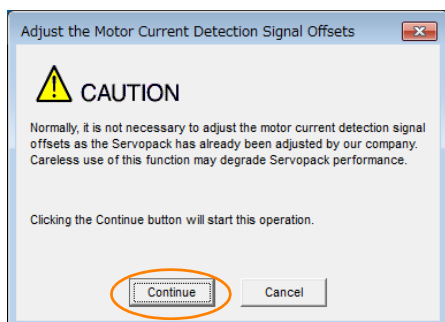 Adjust the Motor Current Detection Signal Offsets
CAUTION
Normally, it is not necessary to adjust the motor current detection signal
offsets as the Servopack has already been adjusted by our company.
Careless use of this function may degrade Servopack performance.
Clicking the Continue button will start this operation.
Continue
Cancel